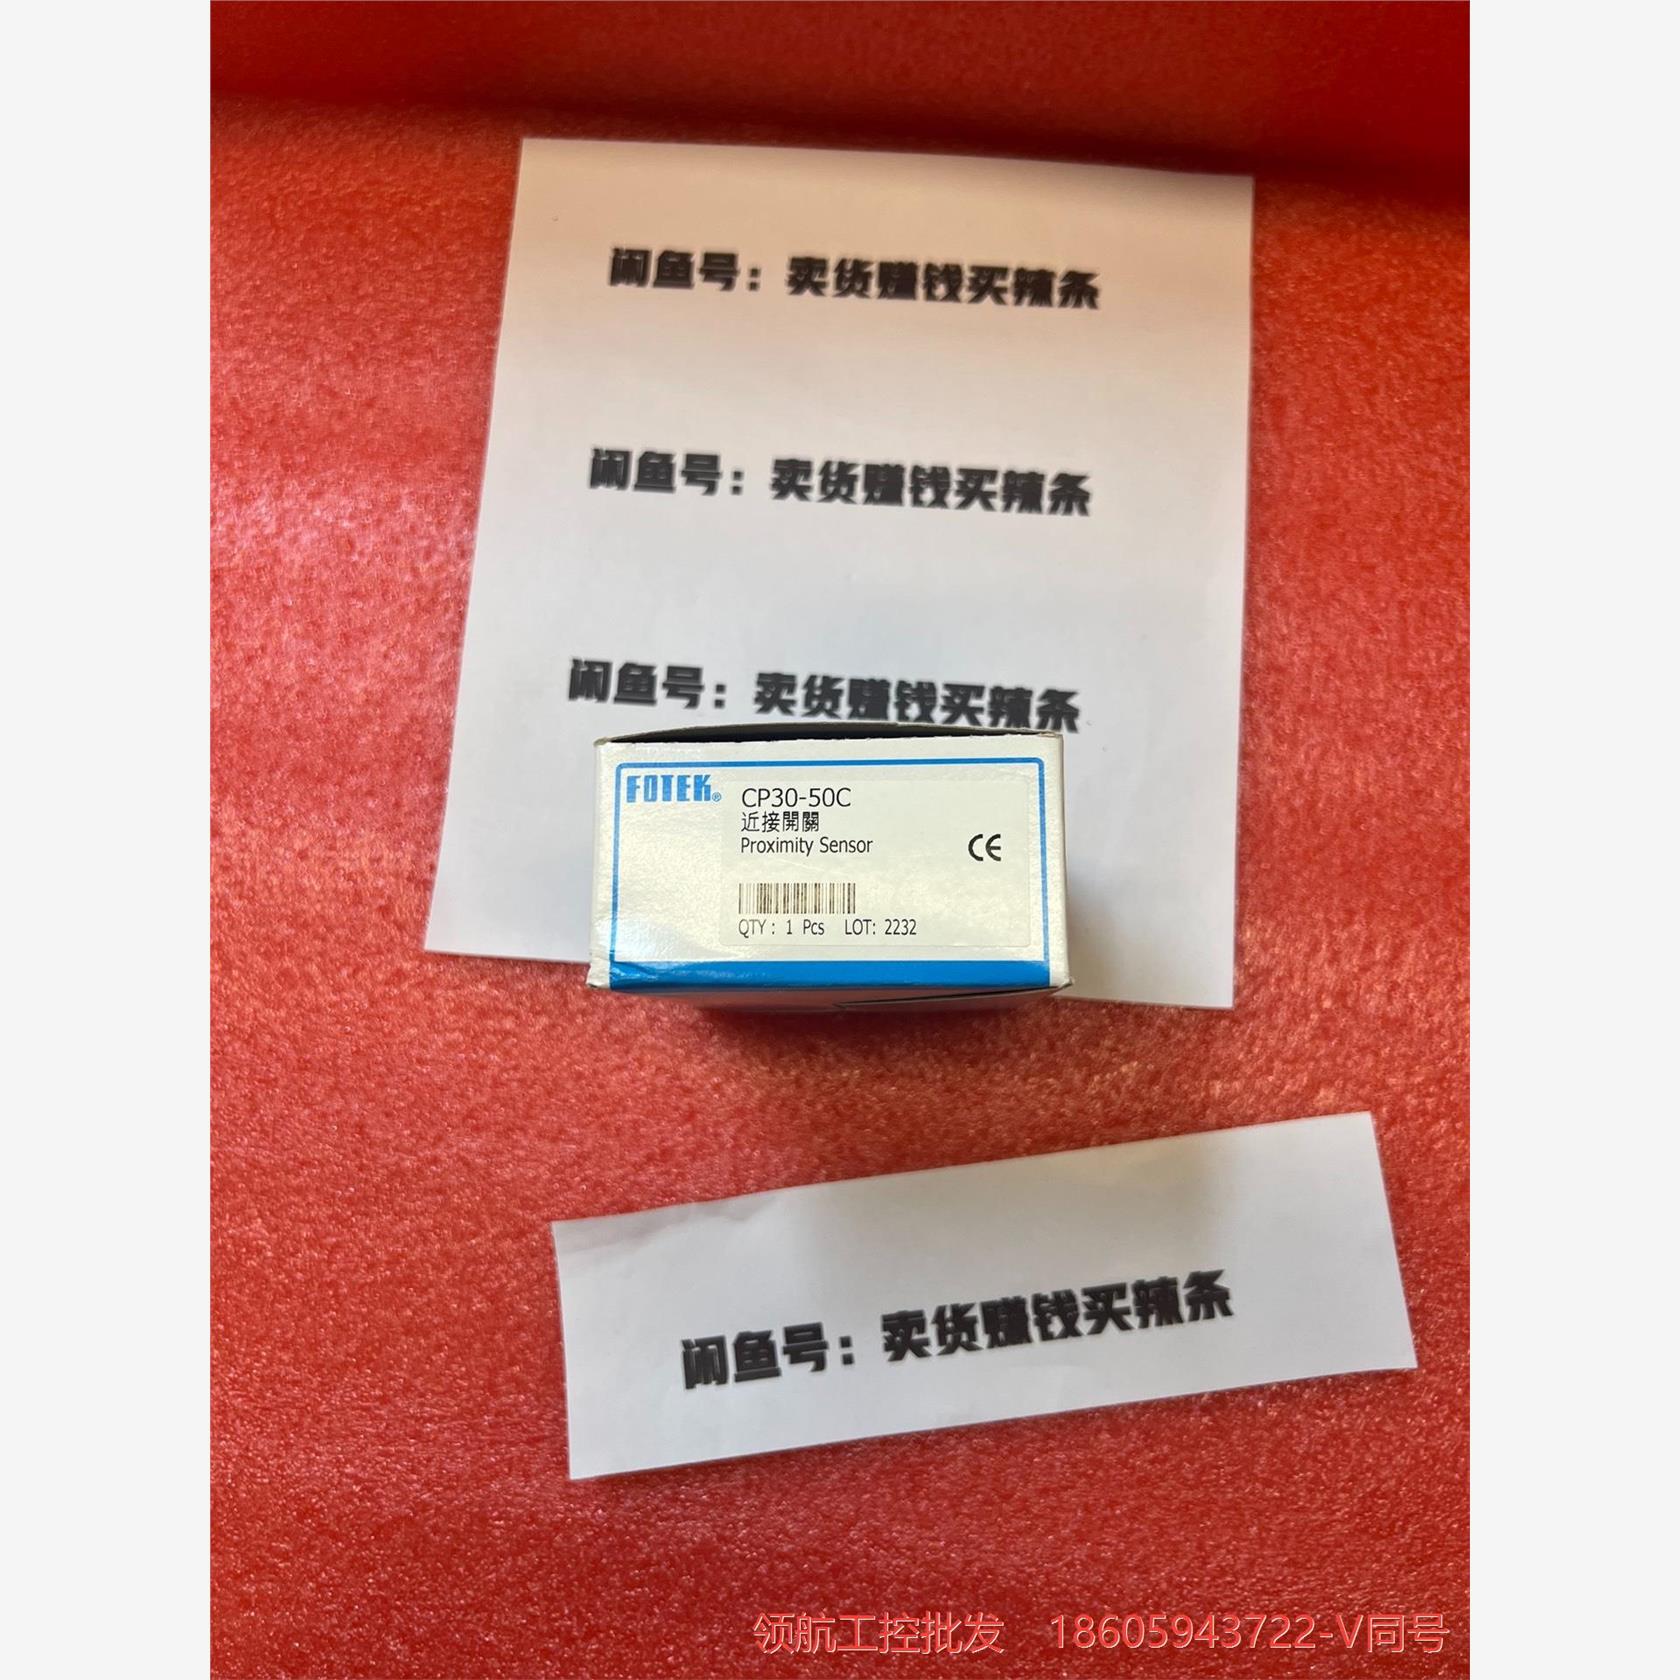 闲鱼号：卖货赚钱买辣条
闲鱼号：卖货赚钱买辣条
闲鱼号：卖货赚钱买辣条
FOTEK®
CP30-50C
近接開關
Proximity Sensor
CE
QTY : 1 Pcs LOT: 2232
闲鱼号：卖货赚钱买辣条
领航工控批发 18605943722-V同号